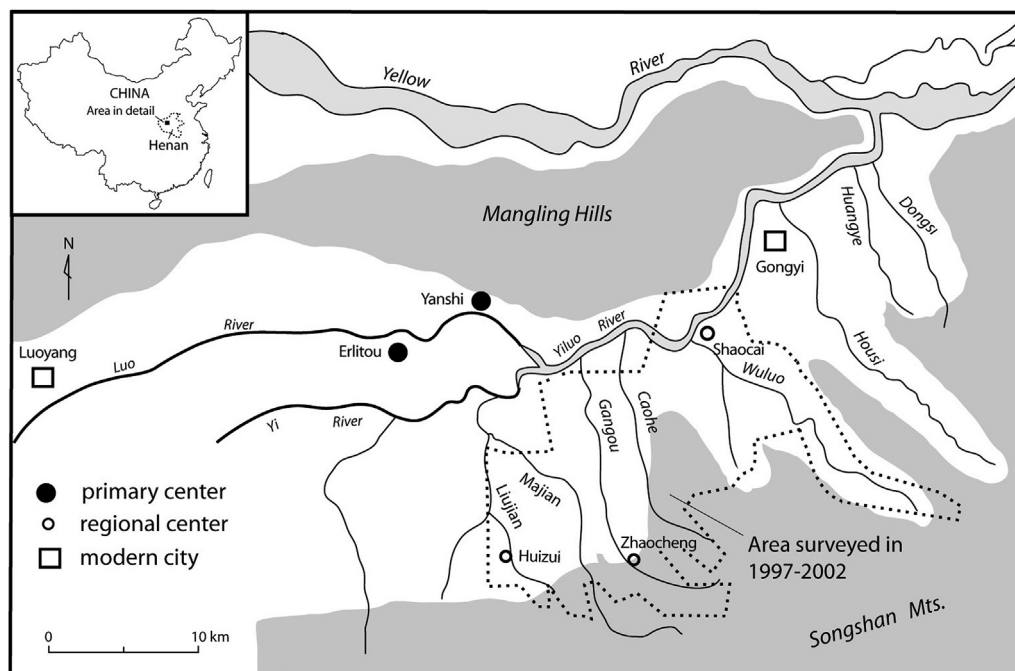 CHINA
Area in detail
Henan
Yellow
River
Mangling Hills
N
Huangye
Dongsi
Gongyi
Yanshi
River
Luo
Luoyang
Erlitou
Yiluo
River
Shaocai
Wuluo
Housi
Yi
River
Gangou
Caohe
Majian
Liujian
Huizui
Zhaocheng
primary center
regional center
modern city
Area surveyed in
1997-2002
Songshan Mts.
0
10 km